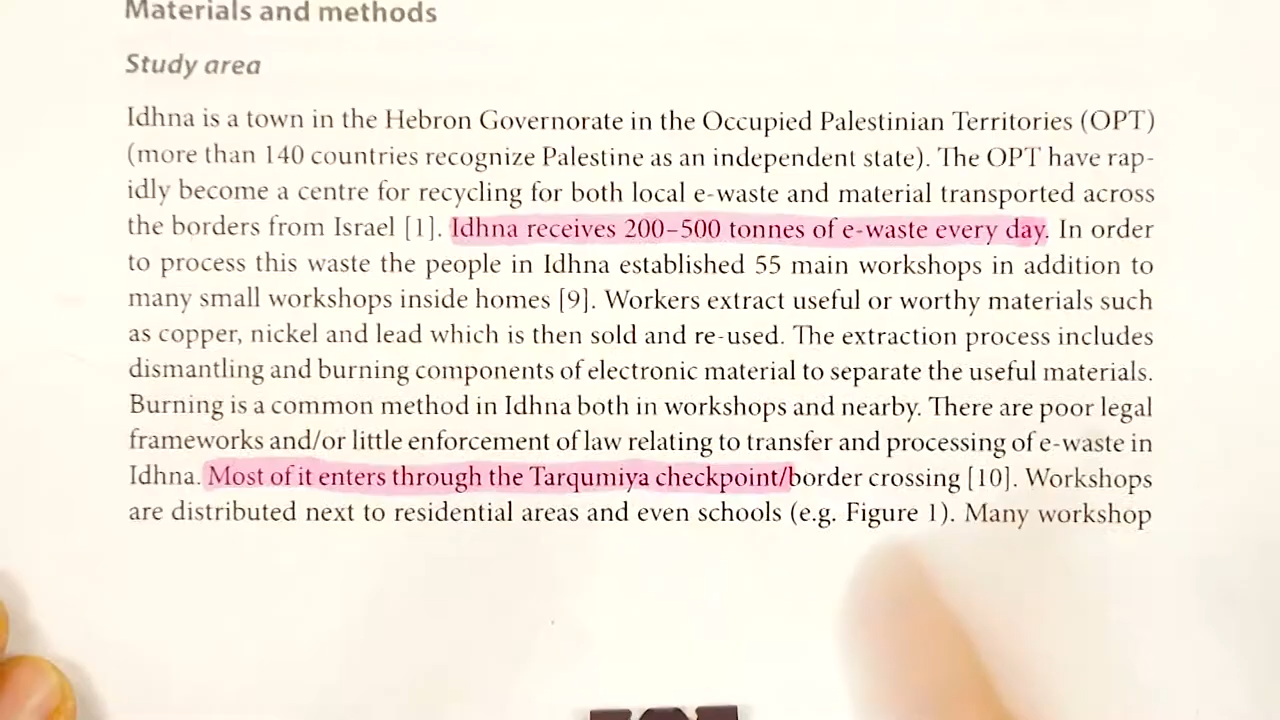 Materials and methods
Study area
Idhna is a town in the Hebron Governorate in the Occupied Palestinian Territories (OPT)
(more than 140 countries recognize Palestine as an independent state). The OPT have rap-
idly become a centre for recycling for both local e-waste and material transported across
the borders from Israel [1]. Idhna receives 200–500 tonnes of e-waste every day. In order
to process this waste the people in Idhna established 55 main workshops in addition to
many small workshops inside homes [9]. Workers extract useful or worthy materials such
as copper, nickel and lead which is then sold and re-used. The extraction process includes
dismantling and burning components of electronic material to separate the useful materials.
Burning is a common method in Idhna both in workshops and nearby. There are poor legal
frameworks and/or little enforcement of law relating to transfer and processing of e-waste in
Idhna. Most of it enters through the Tarqumiya checkpoint/border crossing [10]. Workshops
are distributed next to residential areas and even schools (e.g. Figure 1). Many workshop